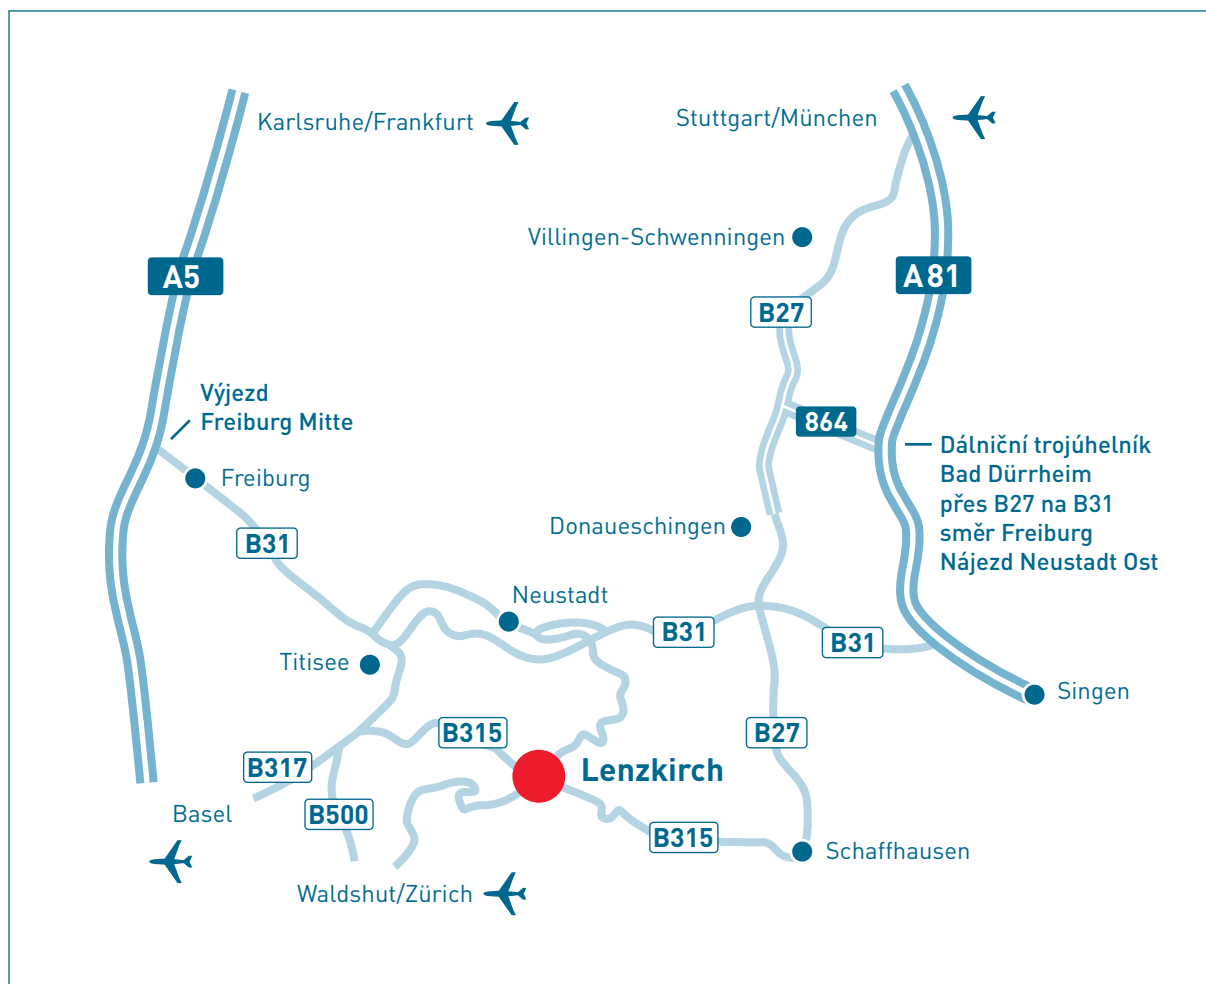 Karlsruhe/Frankfurt
Stuttgart/München
Villingen-Schwenningen
A5
A 81
B27
Výjezd
Freiburg Mitte
864
Dálniční trojúhelník
Bad Dürrheim
přes B27 na B31
směr Freiburg
Nájezd Neustadt Ost
Freiburg
Donaueschingen
B31
Neustadt
B31
B31
Titisee
Singen
B315
B27
B317
Lenzkirch
Basel
B500
B315
Schaffhausen
Waldshut/Zürich